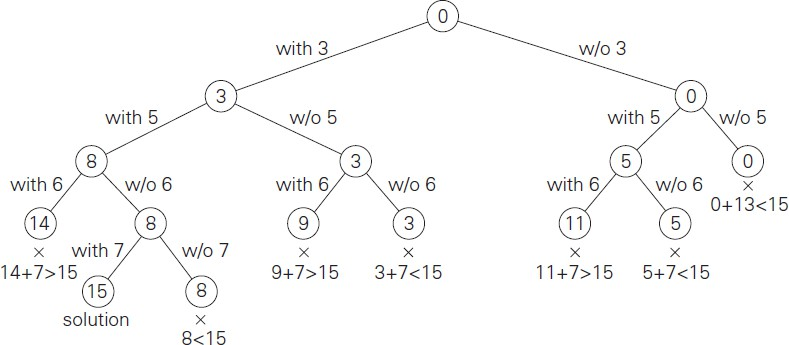 0
with 3
w/o 3
3
0
with 5
w/o 5
with 5
w/o 5
8
3
5
0
×
0+13<15
with 6
w/o 6
with 6
w/o 6
with 6
w/o 6
14
8
9
3
11
5
×
with 7
w/o 7
×
×
×
×
14+7>15
9+7>15
3+7<15
11+7>15
5+7<15
15
8
solution
×
8<15